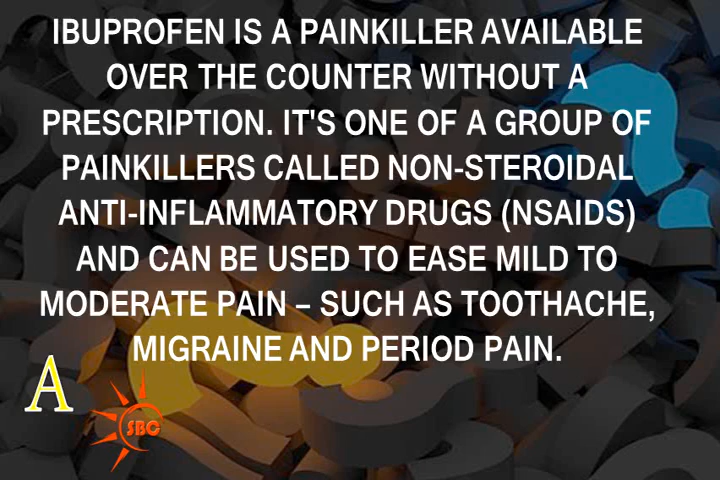 IBUPROFEN IS A PAINKILLER AVAILABLE
OVER THE COUNTER WITHOUT A
PRESCRIPTION. IT'S ONE OF A GROUP OF
PAINKILLERS CALLED NON-STEROIDAL
ANTI-INFLAMMATORY DRUGS (NSAIDS)
AND CAN BE USED TO EASE MILD TO
MODERATE PAIN – SUCH AS TOOTHACHE,
MIGRAINE AND PERIOD PAIN.
A
SBC